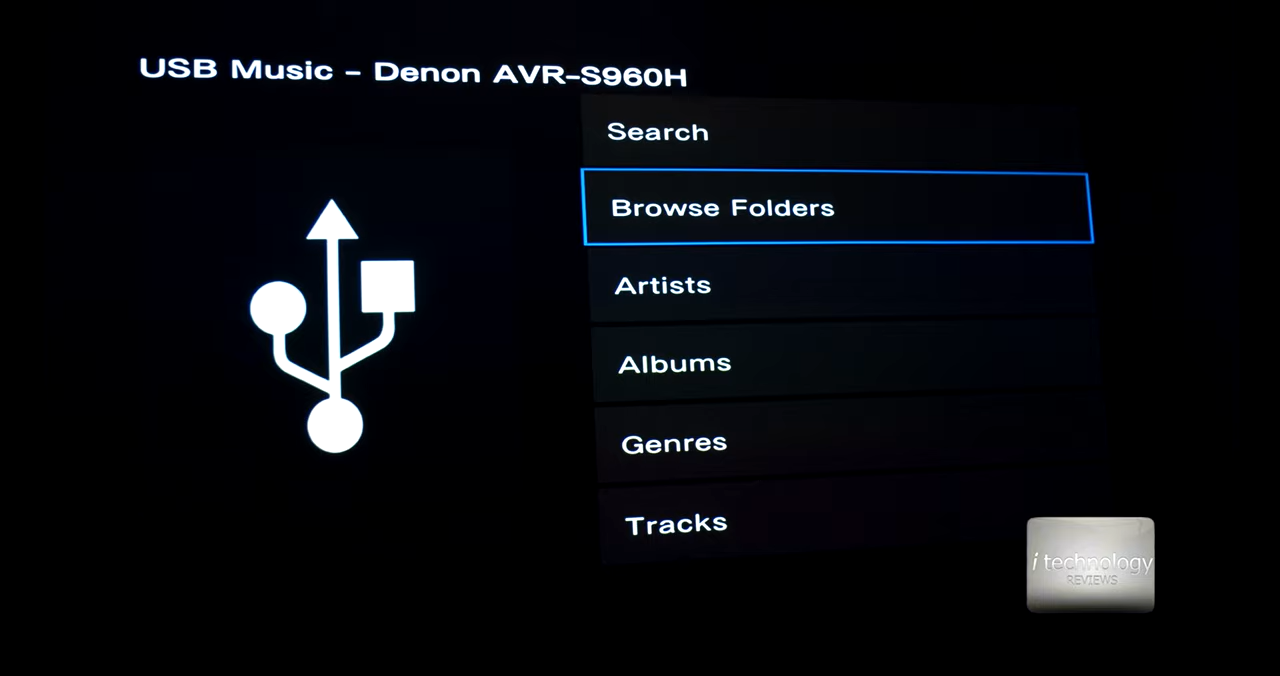 USB Music - Denon AVR-S960H
Search
Browse Folders
Artists
Albums
Genres
Tracks
i technology
REVIEWS